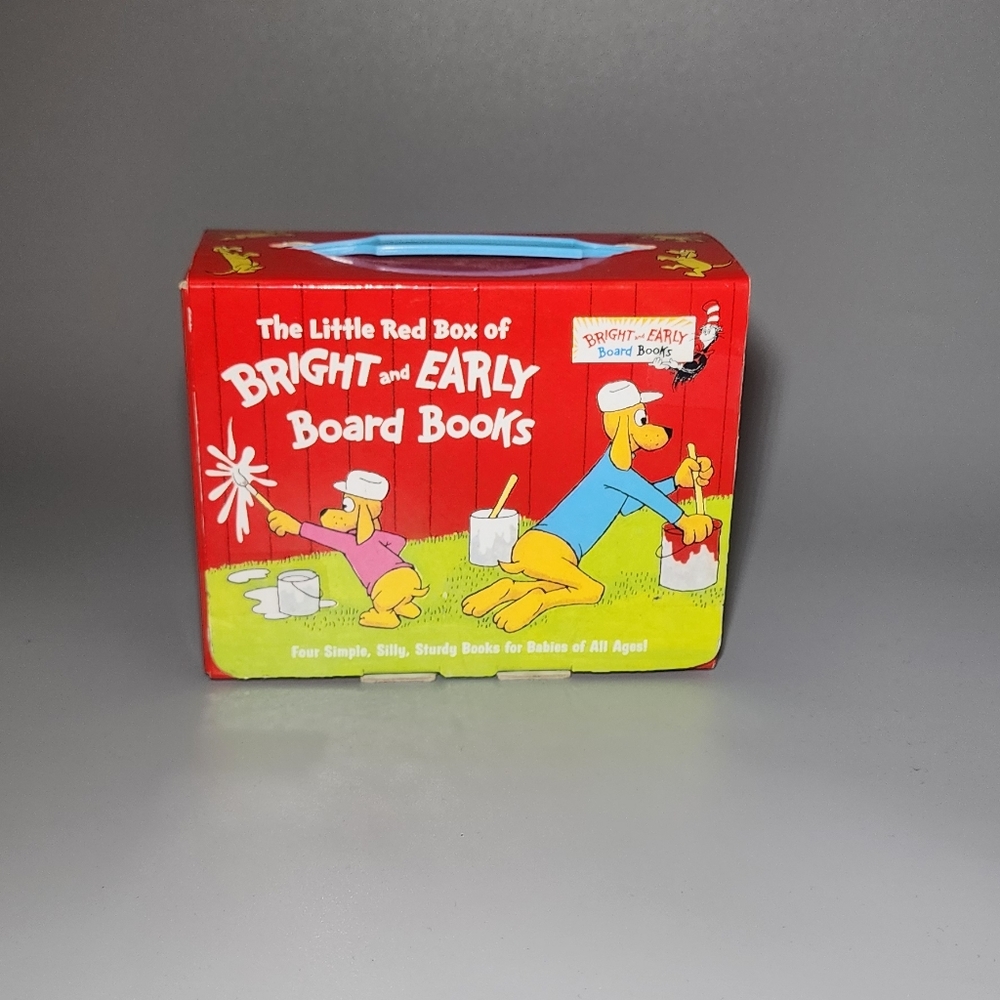 The Little Red Box of
BRIGHT and EARLY
Board Books
BRIGHT and EARLY
Board Books
Four Simple, Silly, Sturdy Books for Babies of All Ages!